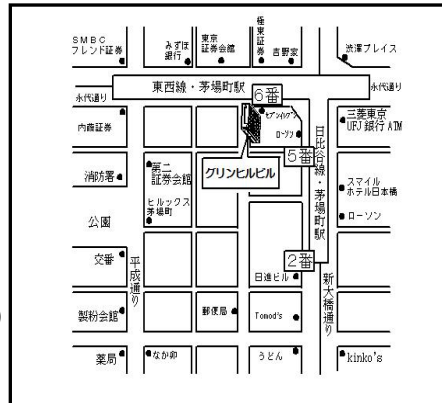 SMBC
フレンド証券
みずほ
銀行
東京
証券会館
極東証券
吉野家
渋澤プレイス
東西線・茅場町駅
永代通り
永代通り
6番
内藤証券
セブンイレブン
ローソン
三菱東京
UFJ銀行ATM
5番
日比谷線・茅場町駅
消防署
第二
証券会館
グリンヒルビル
ヒルックス
茅場町
スマイル
ホテル日本橋
ローソン
公園
2番
交番
平成通り
日進ビル
新大橋通り
製粉会館
郵便局
Tomod's
薬局
なか卯
うどん
kinko's